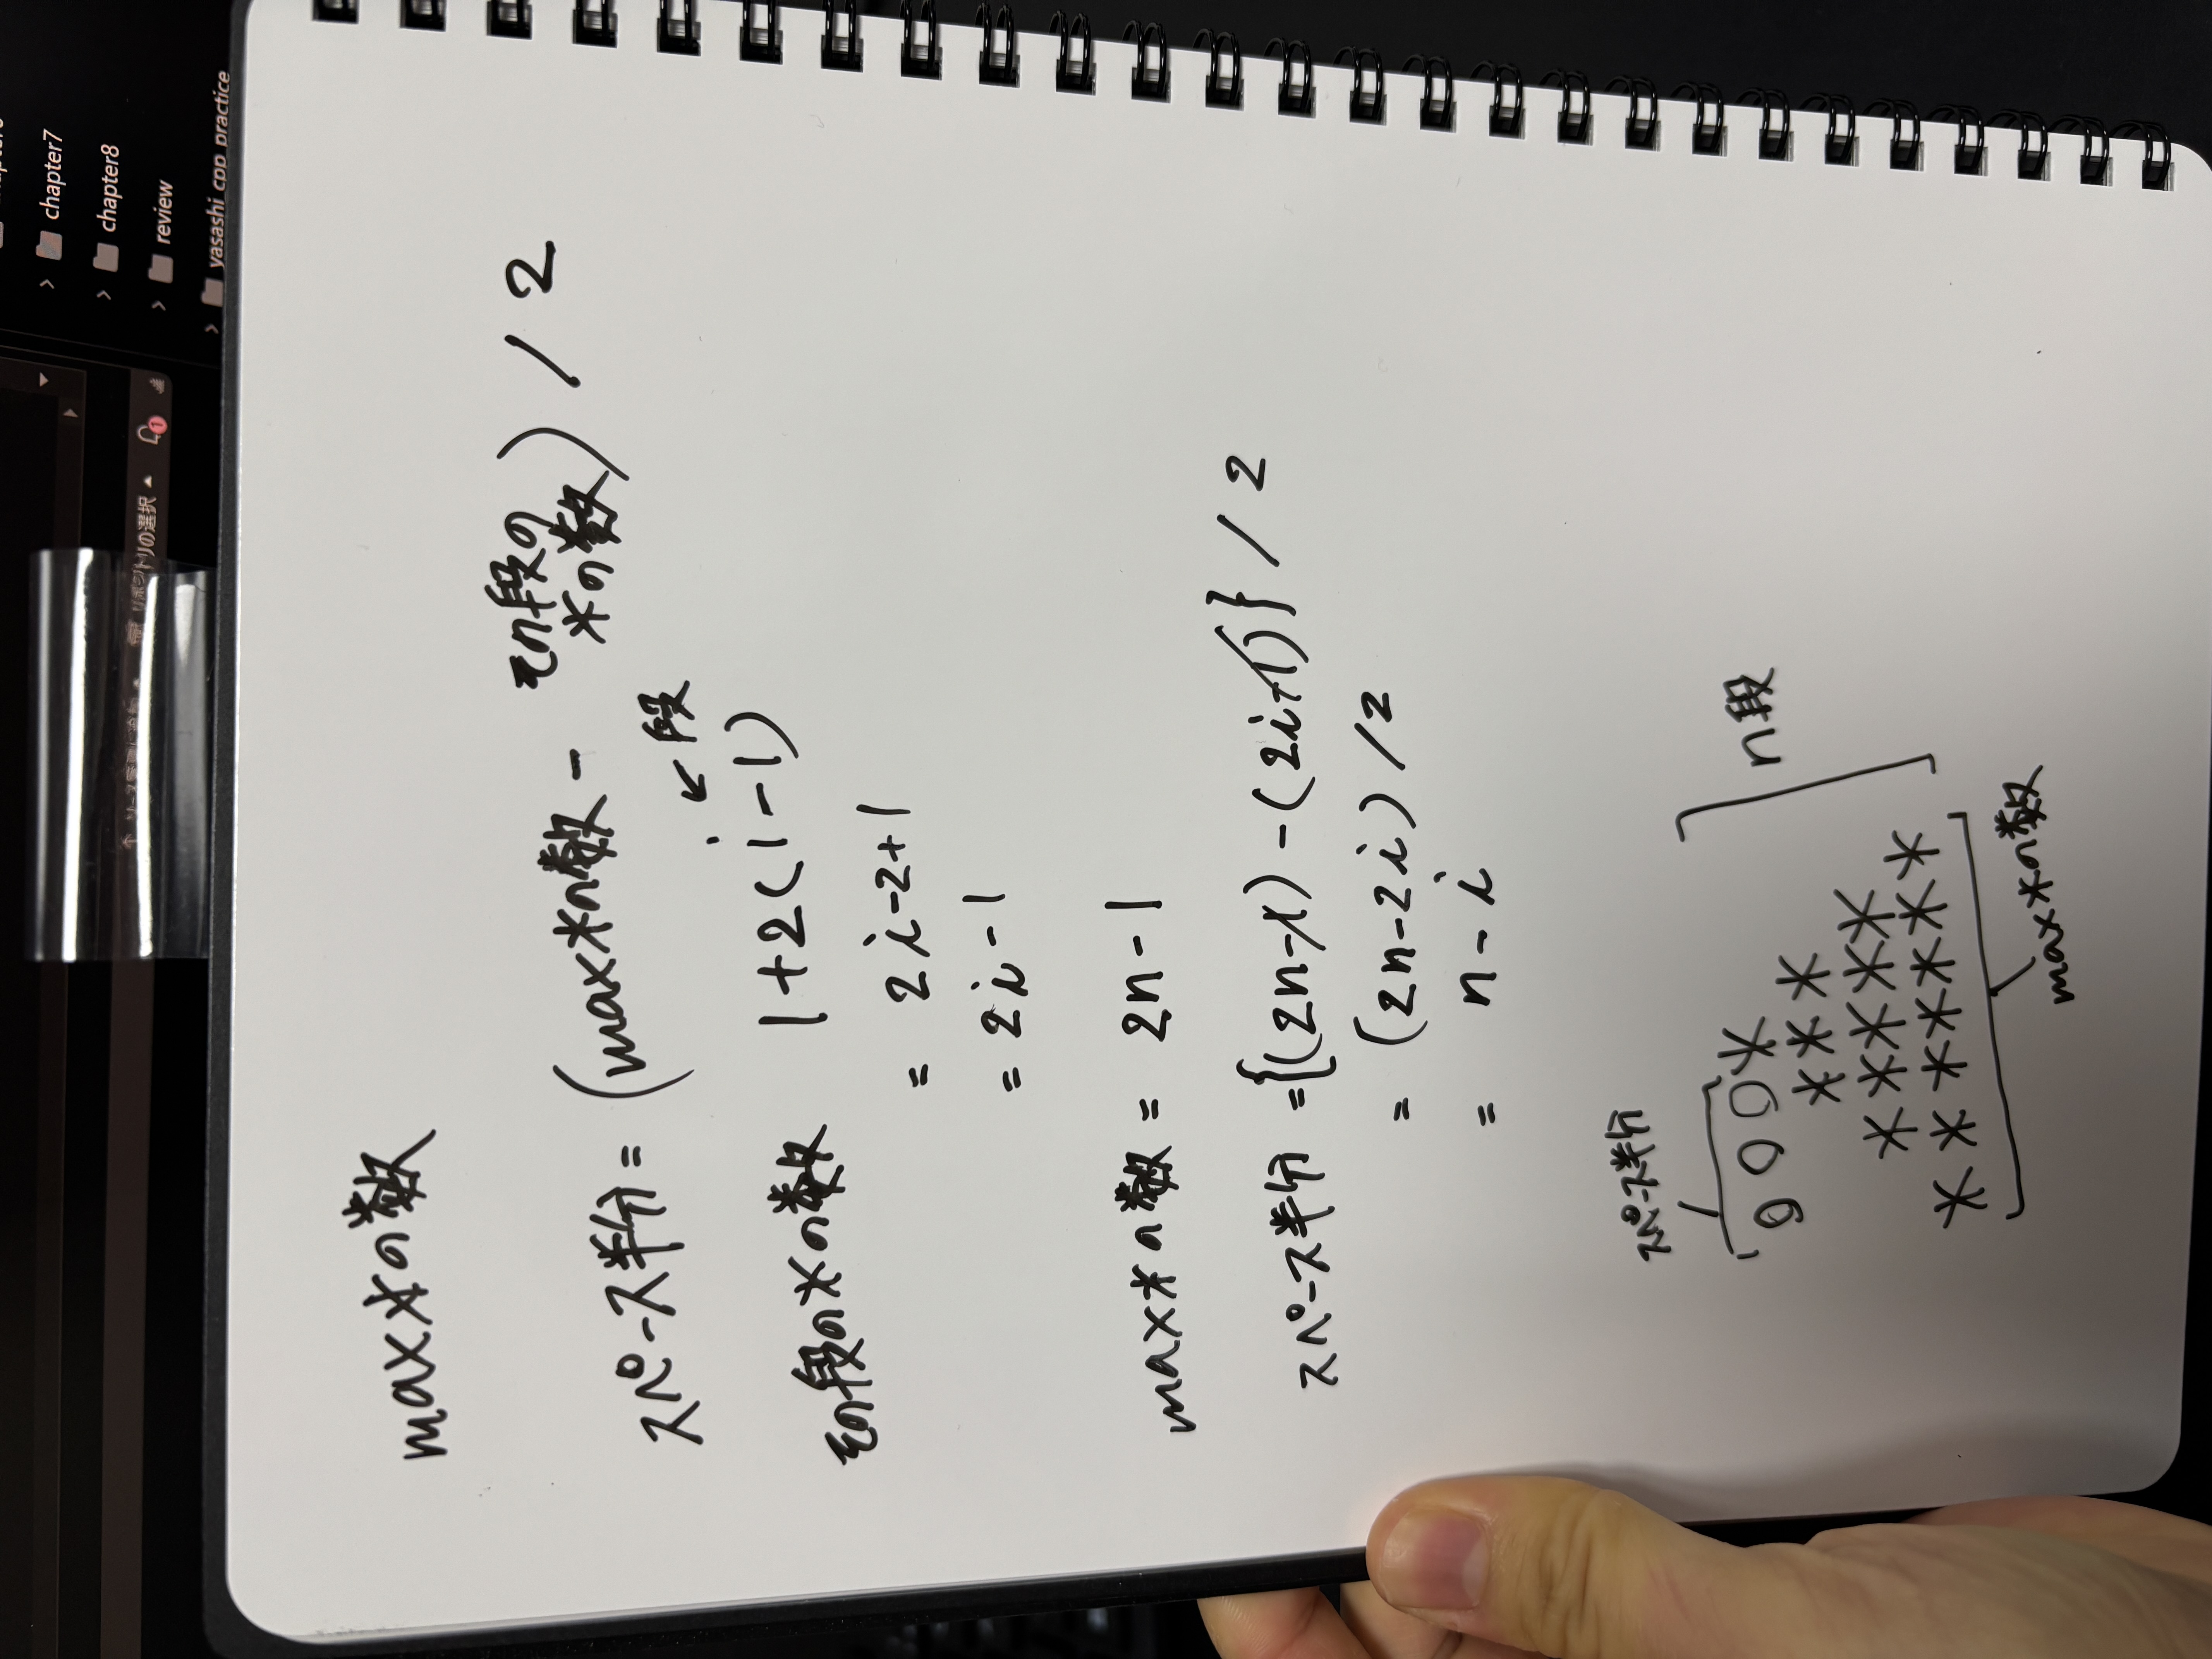 chapter7
chapter8
リポジトリの選択
1
review
yasashi_cpp_practice
max*の数
スペース半分 = (max*の数 - その段の*の数) / 2
i ← 段
その段の*の数 1+2(i-1)
= 2i-2+1
= 2i-1
max*の数 = 2n-1
スペース半分 = {(2n-1) - (2i-1)} / 2
= (2n-2i) / 2
= n-i
スペース半分
○○○*
***
*****
*******
n段
max*の数